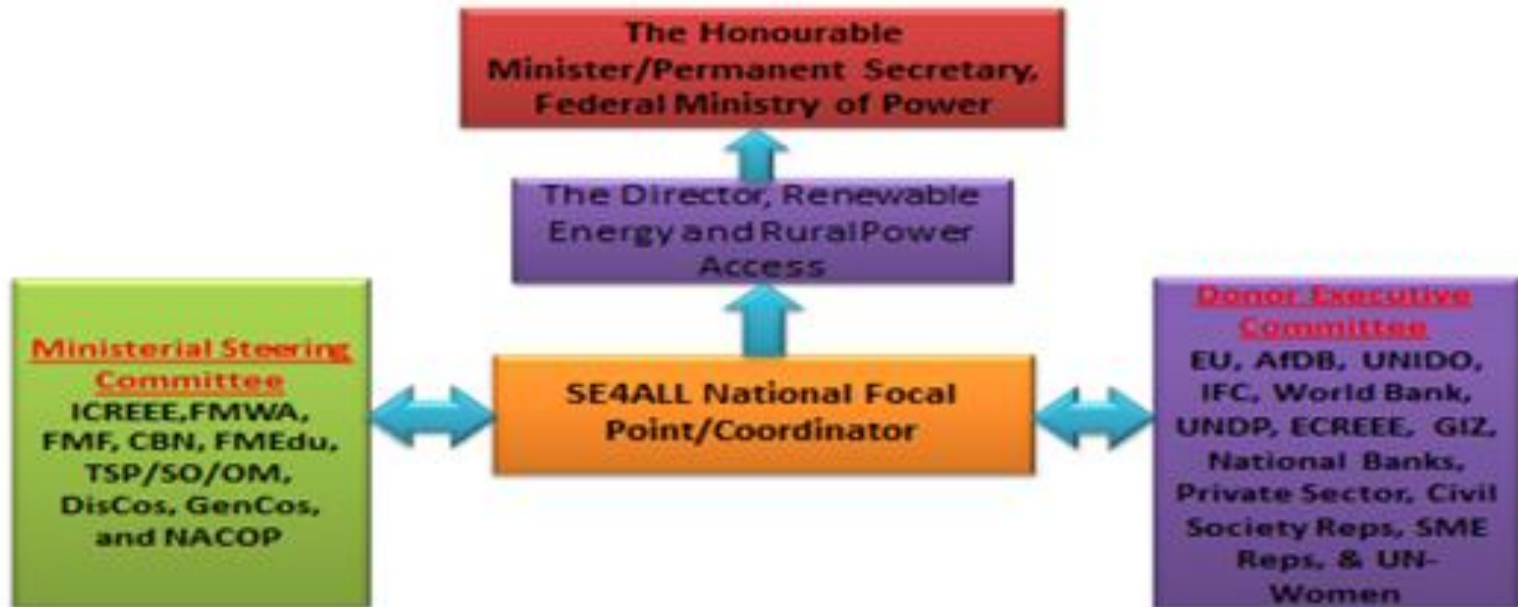 The Honourable
Minister/Permanent Secretary,
Federal Ministry of Power
The Director, Renewable
Energy and Rural Power
Access
Ministerial Steering
Committee
ICREEE,FMWA,
FMF, CBN, FMEdu,
TSP/SO/OM,
DisCos, GenCos,
and NACOP
SE4ALL National Focal
Point/Coordinator
Donor Executive
Committee
EU, AfDB, UNIDO,
IFC, World Bank,
UNDP, ECREEE, GIZ,
National Banks,
Private Sector, Civil
Society Reps, SME
Reps, & UN-
Women